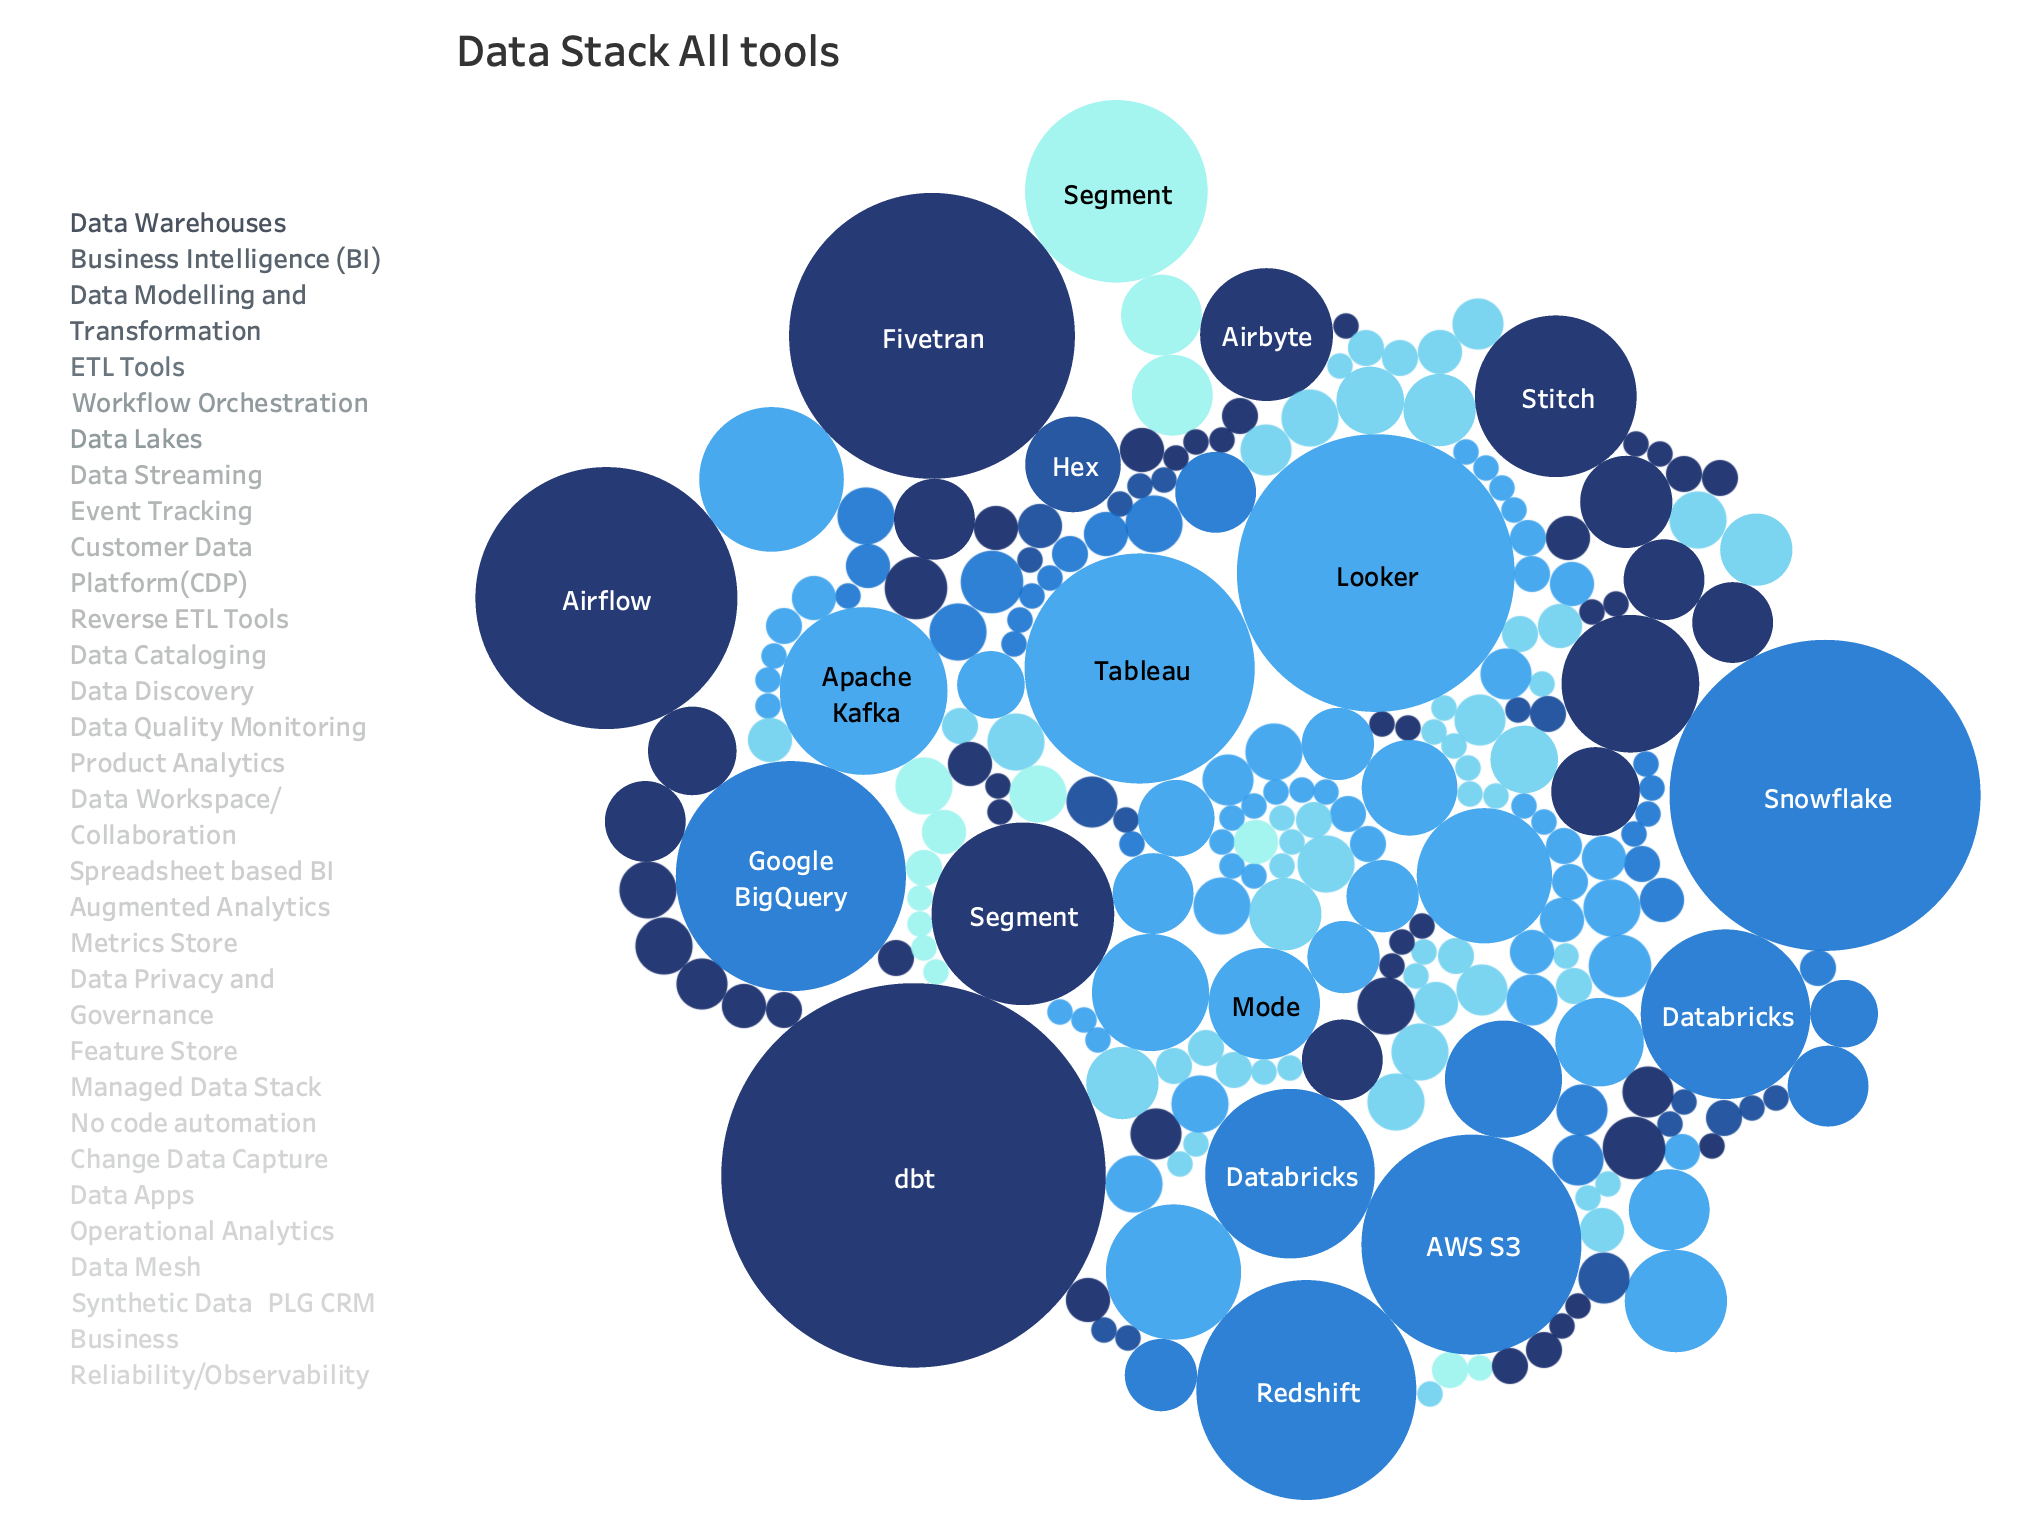 Data Stack All tools
Data Warehouses
Business Intelligence (BI)
Data Modelling and
Transformation
ETL Tools
Workflow Orchestration
Data Lakes
Data Streaming
Event Tracking
Customer Data
Platform(CDP)
Reverse ETL Tools
Data Cataloging
Data Discovery
Data Quality Monitoring
Product Analytics
Data Workspace/
Collaboration
Spreadsheet based BI
Augmented Analytics
Metrics Store
Data Privacy and
Governance
Feature Store
Managed Data Stack
No code automation
Change Data Capture
Data Apps
Operational Analytics
Data Mesh
Synthetic Data PLG CRM
Business
Reliability/Observability
Segment
Fivetran
Airbyte
Stitch
Hex
Looker
Airflow
Tableau
Apache
Kafka
Snowflake
Google
BigQuery
Segment
Mode
Databricks
dbt
Databricks
AWS S3
Redshift